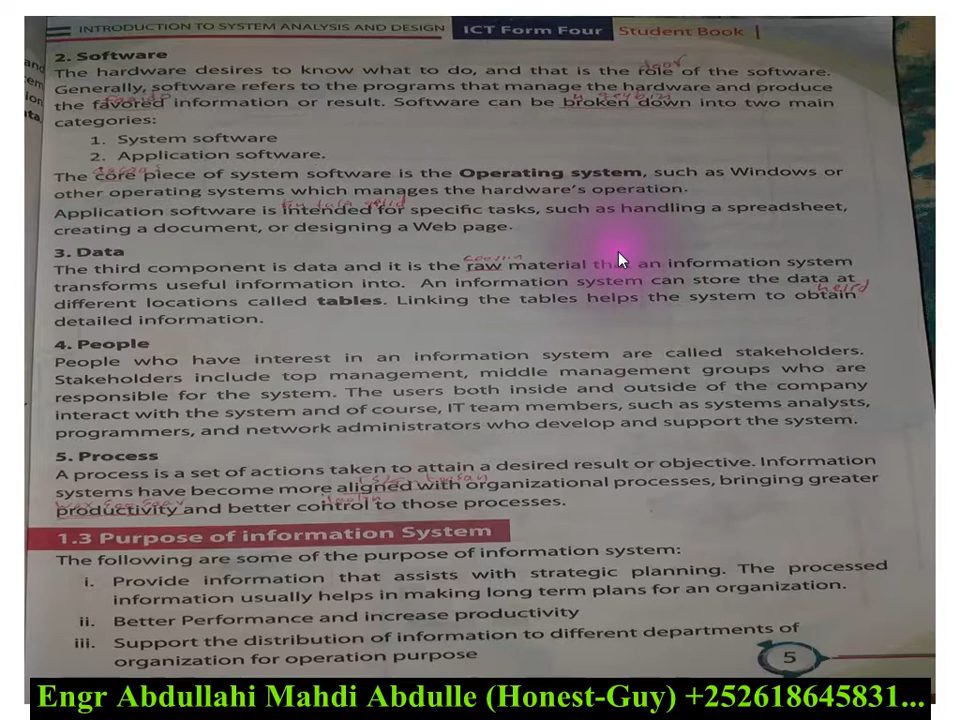 INTRODUCTION TO SYSTEM ANALYSIS AND DESIGN ICT Form Four Student Book
2. Software
The hardware desires to know what to do, and that is the role of the software.
Generally, software refers to the programs that manage the hardware and produce
the favored information or result. Software can be broken down into two main
categories:
1. System software
2. Application software.
The core piece of system software is the Operating system, such as Windows or
other operating systems which manages the hardware's operation.
Application software is intended for specific tasks, such as handling a spreadsheet,
creating a document, or designing a Web page.
3. Data
The third component is data and it is the raw material that an information system
transforms useful information into. An information system can store the data at
different locations called tables. Linking the tables helps the system to obtain
detailed information.
4. People
People who have interest in an information system are called stakeholders.
Stakeholders include top management, middle management groups who are
responsible for the system. The users both inside and outside of the company
interact with the system and of course, IT team members, such as systems analysts,
programmers, and network administrators who develop and support the system.
5. Process
A process is a set of actions taken to attain a desired result or objective. Information
systems have become more aligned with organizational processes, bringing greater
productivity and better control to those processes.
1.3 Purpose of information System
The following are some of the purpose of information system:
i. Provide information that assists with strategic planning. The processed
information usually helps in making long term plans for an organization.
ii. Better Performance and increase productivity
iii. Support the distribution of information to different departments of
organization for operation purpose
5
Engr Abdullahi Mahdi Abdulle (Honest-Guy) +252618645831...